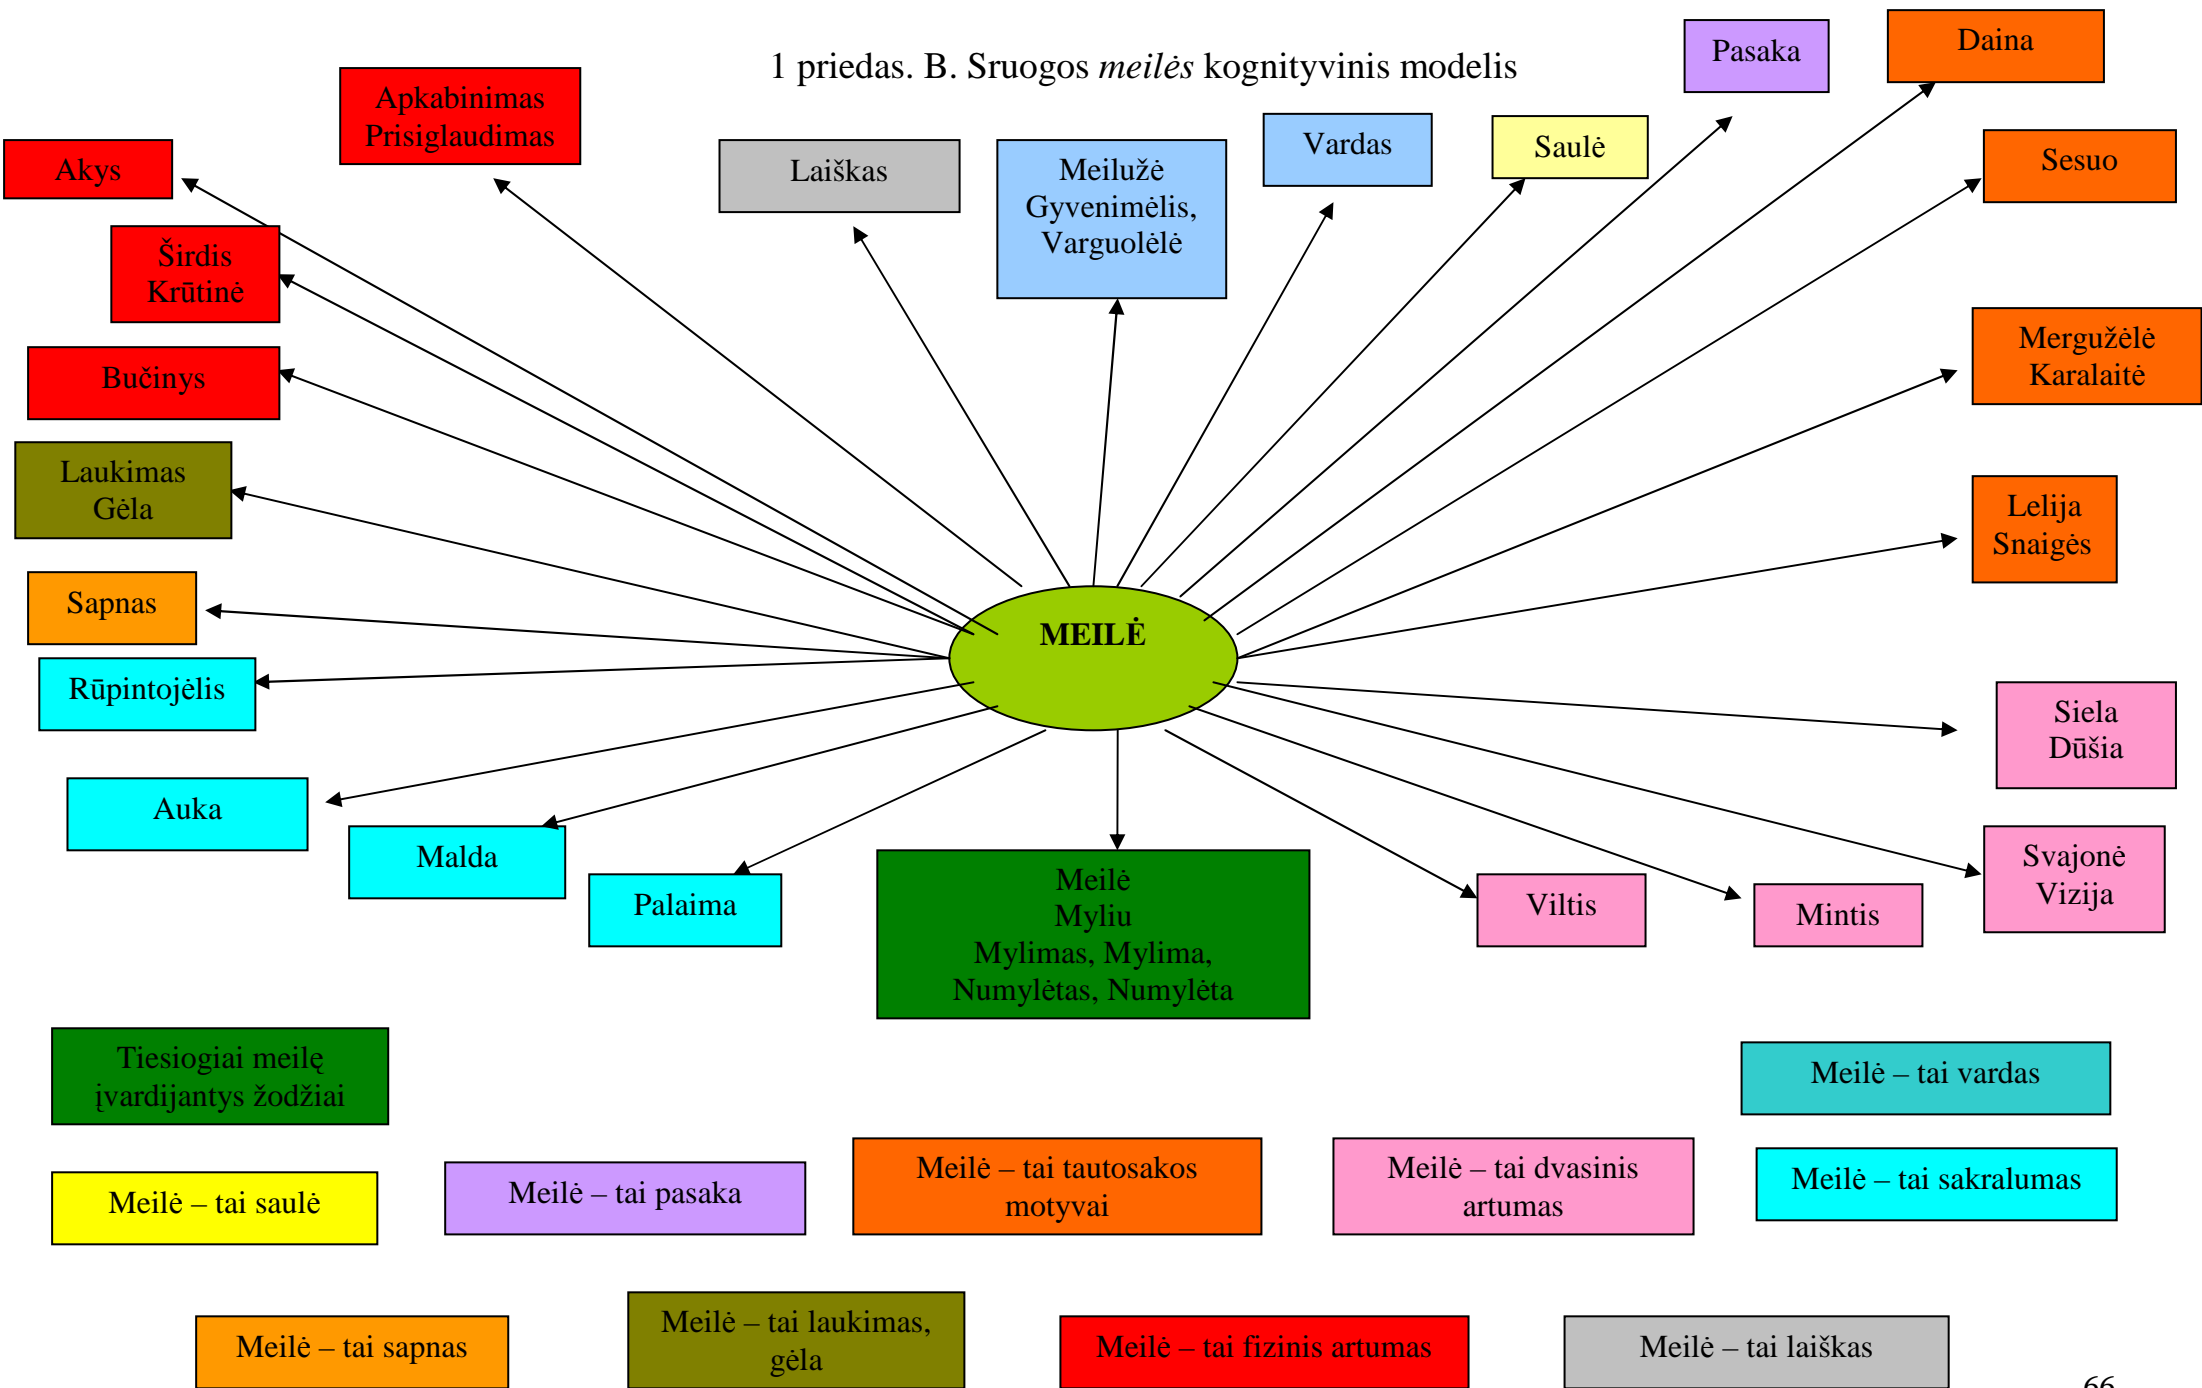 1 priedas. B. Sruogos meilės kognityvinis modelis
Pasaka
Daina
Apkabinimas
Prisiglaudimas
Akys
Laiškas
Meilužė
Gyvenimėlis,
Varguolėlė
Vardas
Saulė
Sesuo
Širdis
Krūtinė
Bučinys
Mergužėlė
Karalaitė
Laukimas
Gėla
Lelija
Snaigės
Sapnas
MEILĖ
Rūpintojėlis
Siela
Dūšia
Auka
Malda
Palaima
Meilė
Myliu
Mylimas, Mylima,
Numylėtas, Numylėta
Viltis
Mintis
Svajonė
Vizija
Tiesiogiai meilę
įvardijantys žodžiai
Meilė – tai vardas
Meilė – tai saulė
Meilė – tai pasaka
Meilė – tai tautosakos
motyvai
Meilė – tai dvasinis
artumas
Meilė – tai sakralumas
Meilė – tai sapnas
Meilė – tai laukimas,
gėla
Meilė – tai fizinis artumas
Meilė – tai laiškas
66